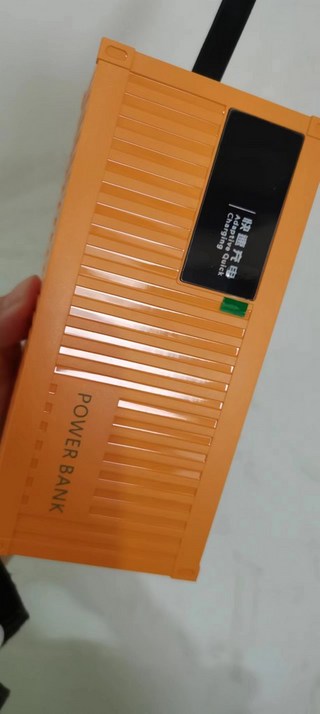 快速充电
Adaptive Quick
Charging
POWER BANK